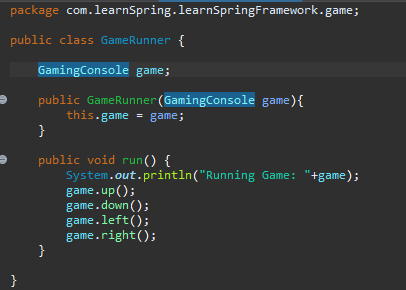 package com.learnSpring.learnSpringFramework.game;
public class GameRunner {
GamingConsole game;
public GameRunner(GamingConsole game){
this.game = game;
}
public void run() {
System.out.println("Running Game: "+game);
game.up();
game.down();
game.left();
game.right();
}
}